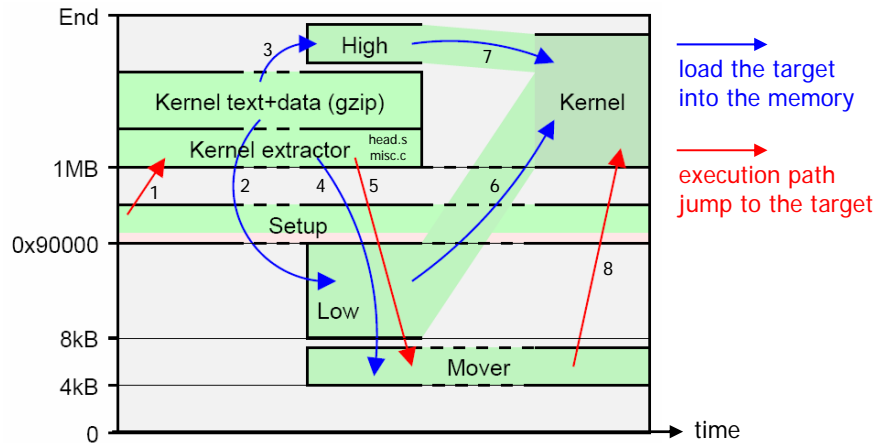 End
High
3
7
load the target
into the memory
Kernel text+data (gzip)
Kernel
Kernel extractor
head.s
misc.c
execution path
jump to the target
1MB
1
2
4
5
6
Setup
0x90000
8
Low
8kB
Mover
4kB
0
time